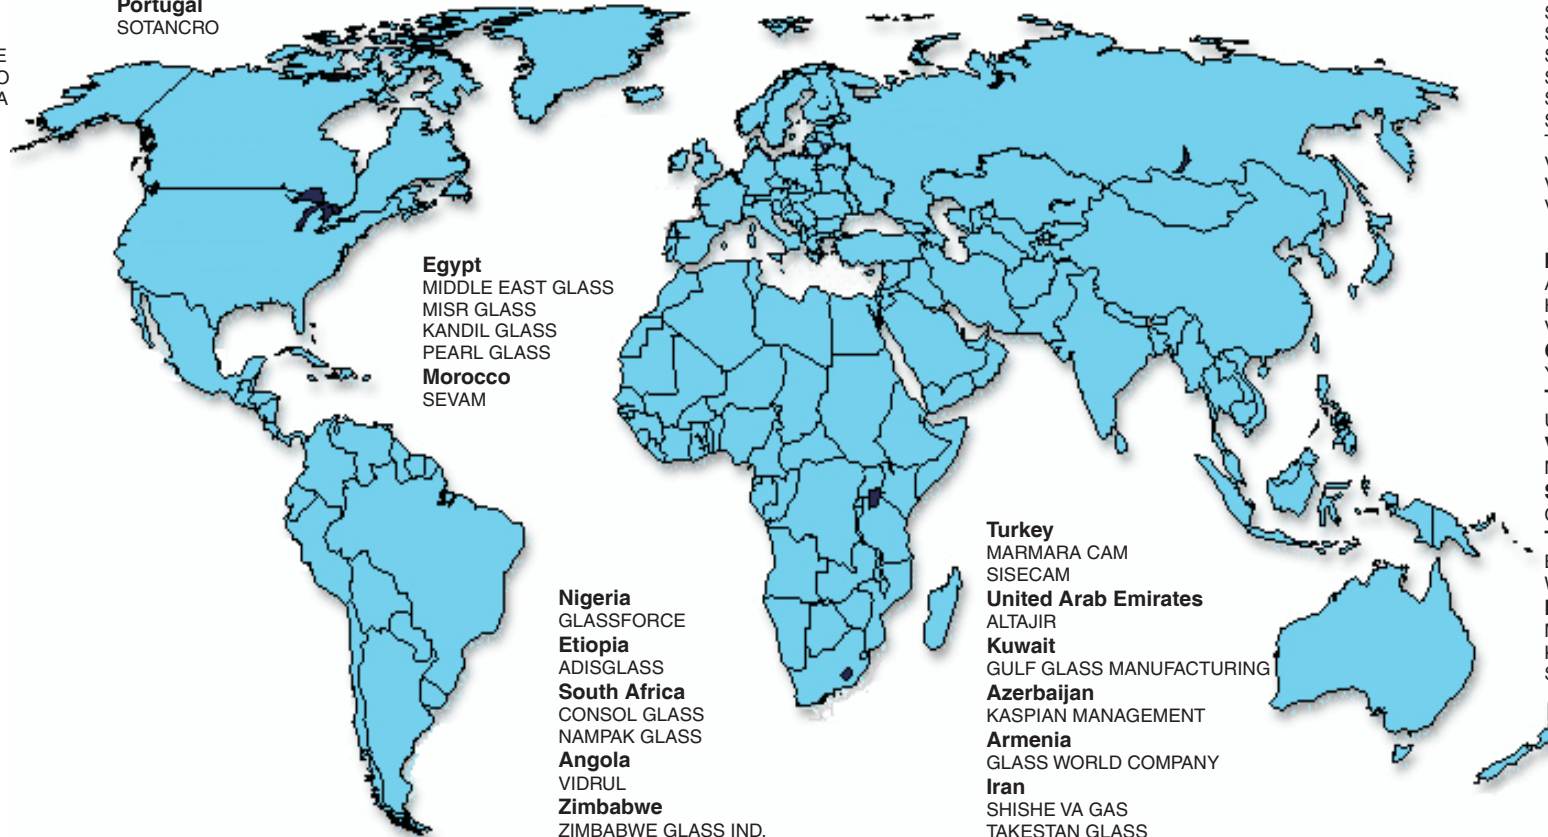 Portugal
SOTANCRO
Egypt
MIDDLE EAST GLASS
MISR GLASS
KANDIL GLASS
PEARL GLASS
Morocco
SEVAM
Nigeria
GLASSFORCE
Etiopia
ADISGLASS
South Africa
CONSOL GLASS
NAMPAK GLASS
Angola
VIDRUL
Zimbabwe
ZIMBABWE GLASS IND.
Turkey
MARMARA CAM
SISECAM
United Arab Emirates
ALTAJIR
Kuwait
GULF GLASS MANUFACTURING
Azerbaijan
KASPIAN MANAGEMENT
Armenia
GLASS WORLD COMPANY
Iran
SHISHE VA GAS
TAKESTAN GLASS